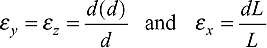 ε_y = ε_z = d(d)/d and ε_x = dL/L